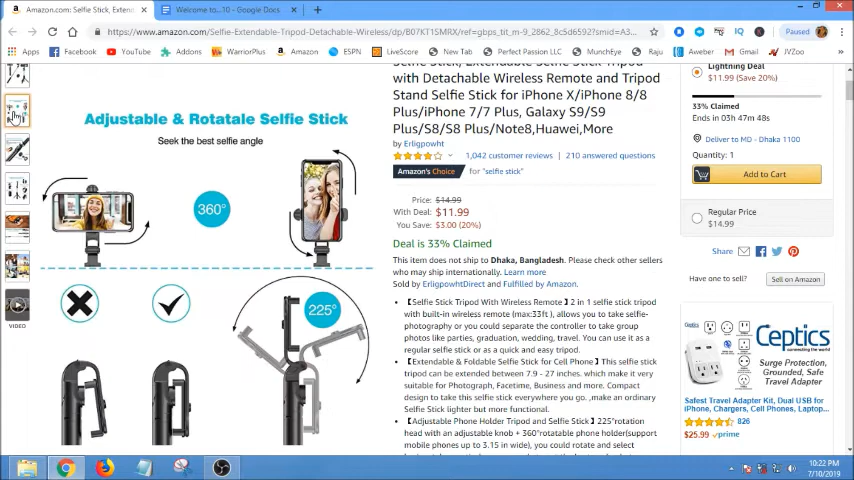 Amazon.com: Selfie Stick, Extend
Welcome to...10 - Google Docs
Paused
https://www.amazon.com/Selfie-Extendable-Tripod-Detachable-Wireless/dp/B07KT1SMRX/ref=gbps_tit_m-9_2862_8c5d6592?smid=A3...
Apps
Facebook
YouTube
Addons
WarriorPlus
Amazon
ESPN
LiveScore
New Tab
Perfect Passion LLC
MunchEye
Raju
Aweber
Gmail
JVZoo
VIDEO
Adjustable & Rotatale Selfie Stick
Seek the best selfie angle
360°
225°
Selfie Stick, Extendable Selfie Stick Tripod
with Detachable Wireless Remote and Tripod
Stand Selfie Stick for iPhone X/iPhone 8/8
Plus/iPhone 7/7 Plus, Galaxy S9/S9
Plus/S8/S8 Plus/Note8,Huawei,More
by Erligpowht
1,042 customer reviews | 210 answered questions
Amazon's Choice for "selfie stick"
Price: $14.99
With Deal: $11.99
You Save: $3.00 (20%)
Deal is 33% Claimed
This item does not ship to Dhaka, Bangladesh. Please check other sellers
who may ship internationally. Learn more
Sold by ErligpowhtDirect and Fulfilled by Amazon.
• 【Selfie Stick Tripod With Wireless Remote】2 in 1 selfie stick tripod
with built-in wireless remote (max:33ft ), allows you to take selfie-
photography or you could separate the controller to take group
photos like parties, graduation, wedding, travel. You can use it as a
regular selfie stick or as a quick and easy tripod.
• 【Extendable & Foldable Selfie Stick for Cell Phone】This selfie stick
tripod can be extended between 7.9 - 27 inches. which make it very
suitable for Photograph, Facetime, Business and more. Compact
design to take this selfie stick everywhere you go. ,make an ordinary
Selfie Stick lighter but more functional.
• 【Adjustable Phone Holder Tripod and Selfie Stick】225°rotation
head with an adjustable knob + 360°rotatable phone holder(support
mobile phones up to 3.15 in wide), you could rotate and select
Lightning Deal
$11.99 (Save 20%)
33% Claimed
Ends in 03h 47m 48s
Deliver to MD - Dhaka 1100
Quantity: 1
Add to Cart
Regular Price
$14.99
Share
Have one to sell?
Sell on Amazon
Ceptics
connecting the world
Surge Protection,
Grounded, Safe
Travel Adapter
Safest Travel Adapter Kit, Dual USB for
iPhone, Chargers, Cell Phones, Laptop...
826
$25.99 prime
10:22 PM
7/10/2019